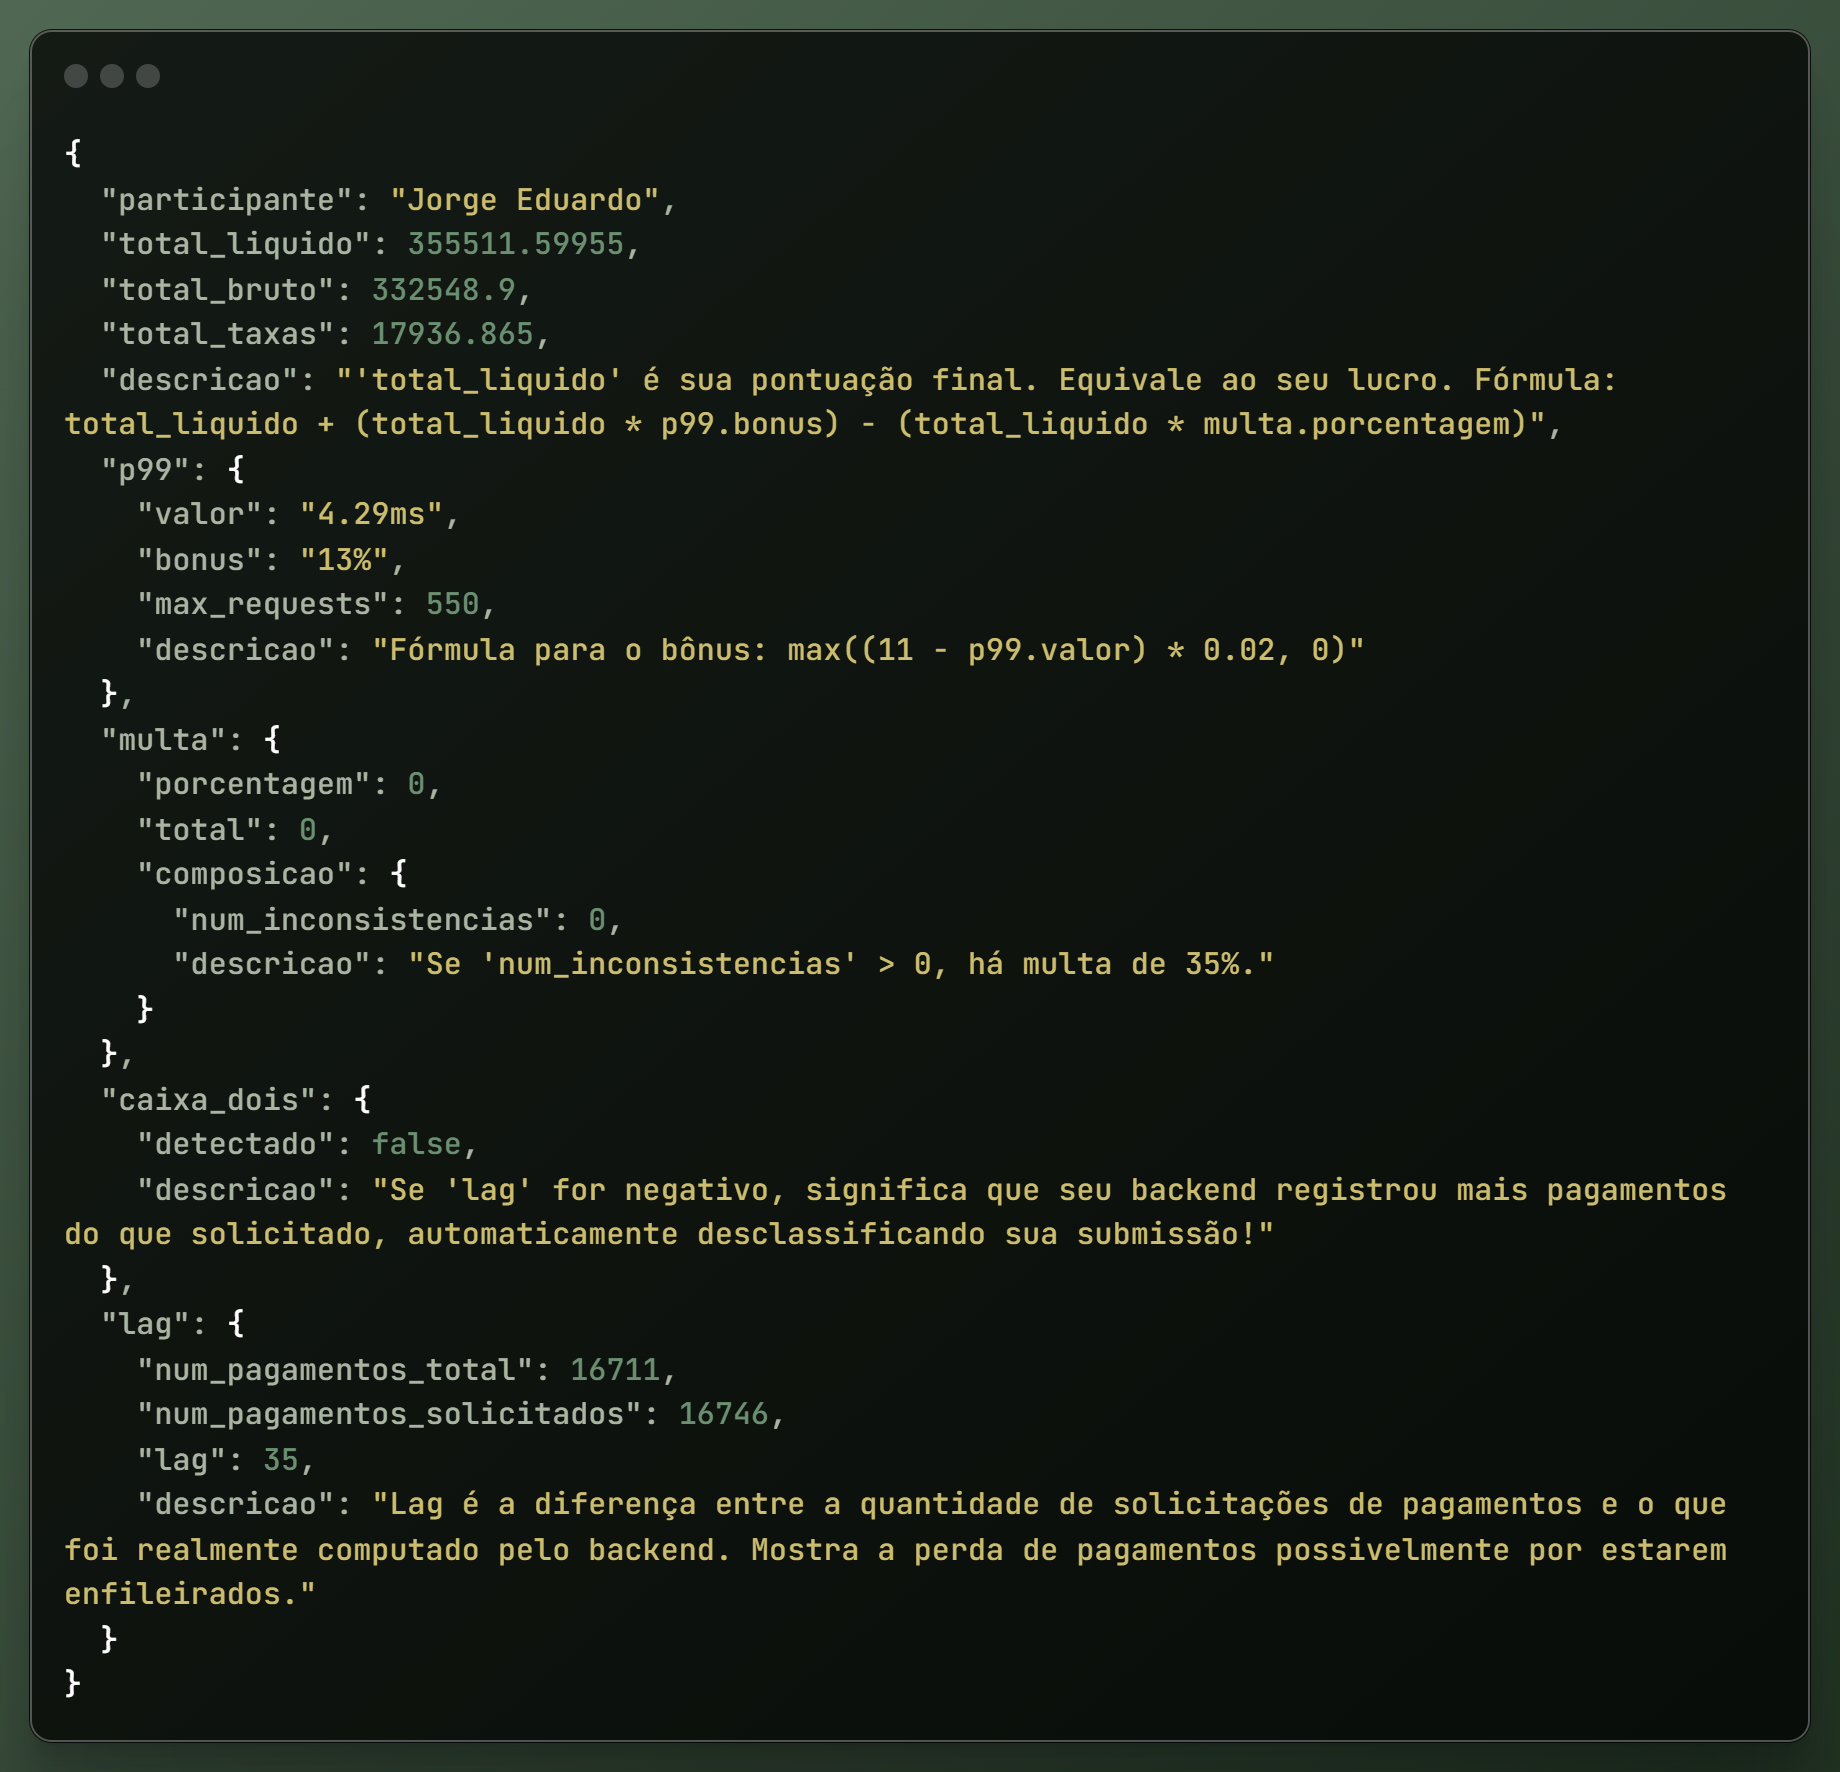 {
  "participante": "Jorge Eduardo",
  "total_liquido": 355511.59955,
  "total_bruto": 332548.9,
  "total_taxas": 17936.865,
  "descricao": "'total_liquido' é sua pontuação final. Equivale ao seu lucro. Fórmula:
total_liquido + (total_liquido * p99.bonus) - (total_liquido * multa.porcentagem)",
  "p99": {
    "valor": "4.29ms",
    "bonus": "13%",
    "max_requests": 550,
    "descricao": "Fórmula para o bônus: max((11 - p99.valor) * 0.02, 0)"
  },
  "multa": {
    "porcentagem": 0,
    "total": 0,
    "composicao": {
      "num_inconsistencias": 0,
      "descricao": "Se 'num_inconsistencias' > 0, há multa de 35%."
    }
  },
  "caixa_dois": {
    "detectado": false,
    "descricao": "Se 'lag' for negativo, significa que seu backend registrou mais pagamentos
do que solicitado, automaticamente desclassificando sua submissão!"
  },
  "lag": {
    "num_pagamentos_total": 16711,
    "num_pagamentos_solicitados": 16746,
    "lag": 35,
    "descricao": "Lag é a diferença entre a quantidade de solicitações de pagamentos e o que
foi realmente computado pelo backend. Mostra a perda de pagamentos possivelmente por estarem
enfileirados."
  }
}